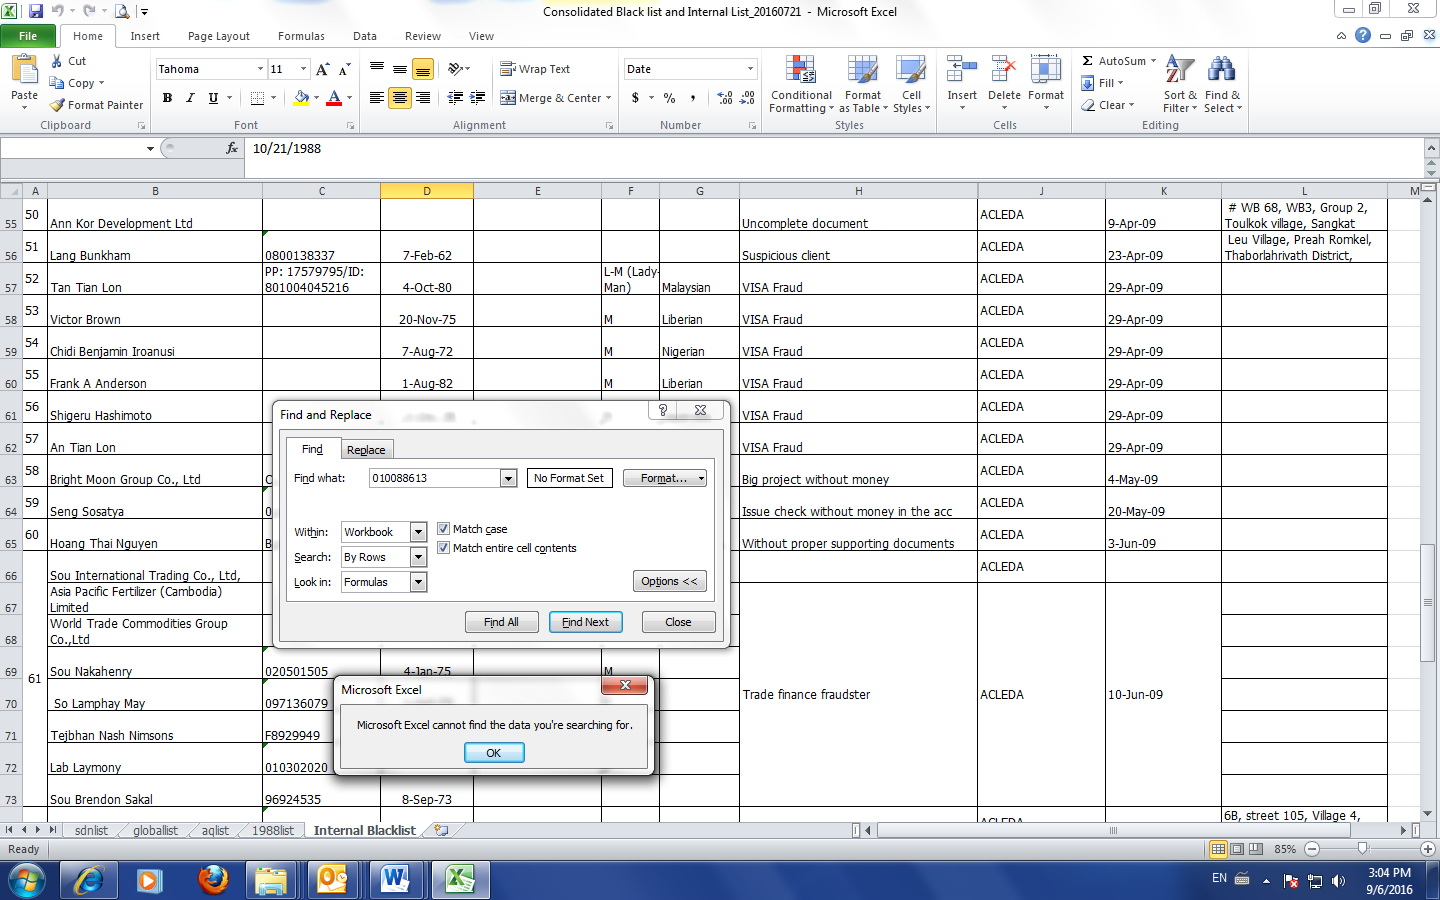 Consolidated Black list and Internal List_20160721 - Microsoft Excel
File Home Insert Page Layout Formulas Data Review View
Paste Cut Copy Format Painter Clipboard
Tahoma 11 B I U A A A Font
Wrap Text Merge & Center Alignment
Date $ % , Number
Conditional Formatting Format as Table Cell Styles Styles
Insert Delete Format Cells
Σ AutoSum Fill Clear Sort & Filter Find & Select Editing
fx 10/21/1988
A B C D E F G H J K L M
55 50 Ann Kor Development Ltd Uncomplete document ACLEDA 9-Apr-09 # WB 68, WB3, Group 2, Toulkok village, Sangkat
56 51 Lang Bunkham 0800138337 7-Feb-62 Suspicious client ACLEDA 23-Apr-09 Leu Village, Preah Romkel, Thaborlahrivath District,
57 52 Tan Tian Lon PP: 17579795/ID: 801004045216 4-Oct-80 L-M (Lady-Man) Malaysian VISA Fraud ACLEDA 29-Apr-09
58 53 Victor Brown 20-Nov-75 M Liberian VISA Fraud ACLEDA 29-Apr-09
59 54 Chidi Benjamin Iroanusi 7-Aug-72 M Nigerian VISA Fraud ACLEDA 29-Apr-09
60 55 Frank A Anderson 1-Aug-82 M Liberian VISA Fraud ACLEDA 29-Apr-09
61 56 Shigeru Hashimoto VISA Fraud ACLEDA 29-Apr-09
62 57 An Tian Lon VISA Fraud ACLEDA 29-Apr-09
63 58 Bright Moon Group Co., Ltd C Big project without money ACLEDA 4-May-09
64 59 Seng Sosatya 0 Issue check without money in the acc ACLEDA 20-May-09
65 60 Hoang Thai Nguyen B Without proper supporting documents ACLEDA 3-Jun-09
66 Sou International Trading Co., Ltd, ACLEDA
67 Asia Pacific Fertilizer (Cambodia) Limited
68 World Trade Commodities Group Co.,Ltd
69 61 Sou Nakahenry 020501505 4-Jan-75 M
70 So Lamphay May 097136079 Trade finance fraudster ACLEDA 10-Jun-09
71 Tejbhan Nash Nimsons F8929949
72 Lab Laymony 010302020
73 Sou Brendon Sakal 96924535 8-Sep-73
ACLEDA 6B, street 105, Village 4,
Find and Replace
Find Replace
Find what: 010088613 No Format Set Format...
Within: Workbook Match case
Search: By Rows Match entire cell contents
Look in: Formulas Options <<
Find All Find Next Close
Microsoft Excel
Microsoft Excel cannot find the data you're searching for.
OK
sdnlist globallist aqlist 1988list Internal Blacklist
Ready 85%
EN 3:04 PM
9/6/2016